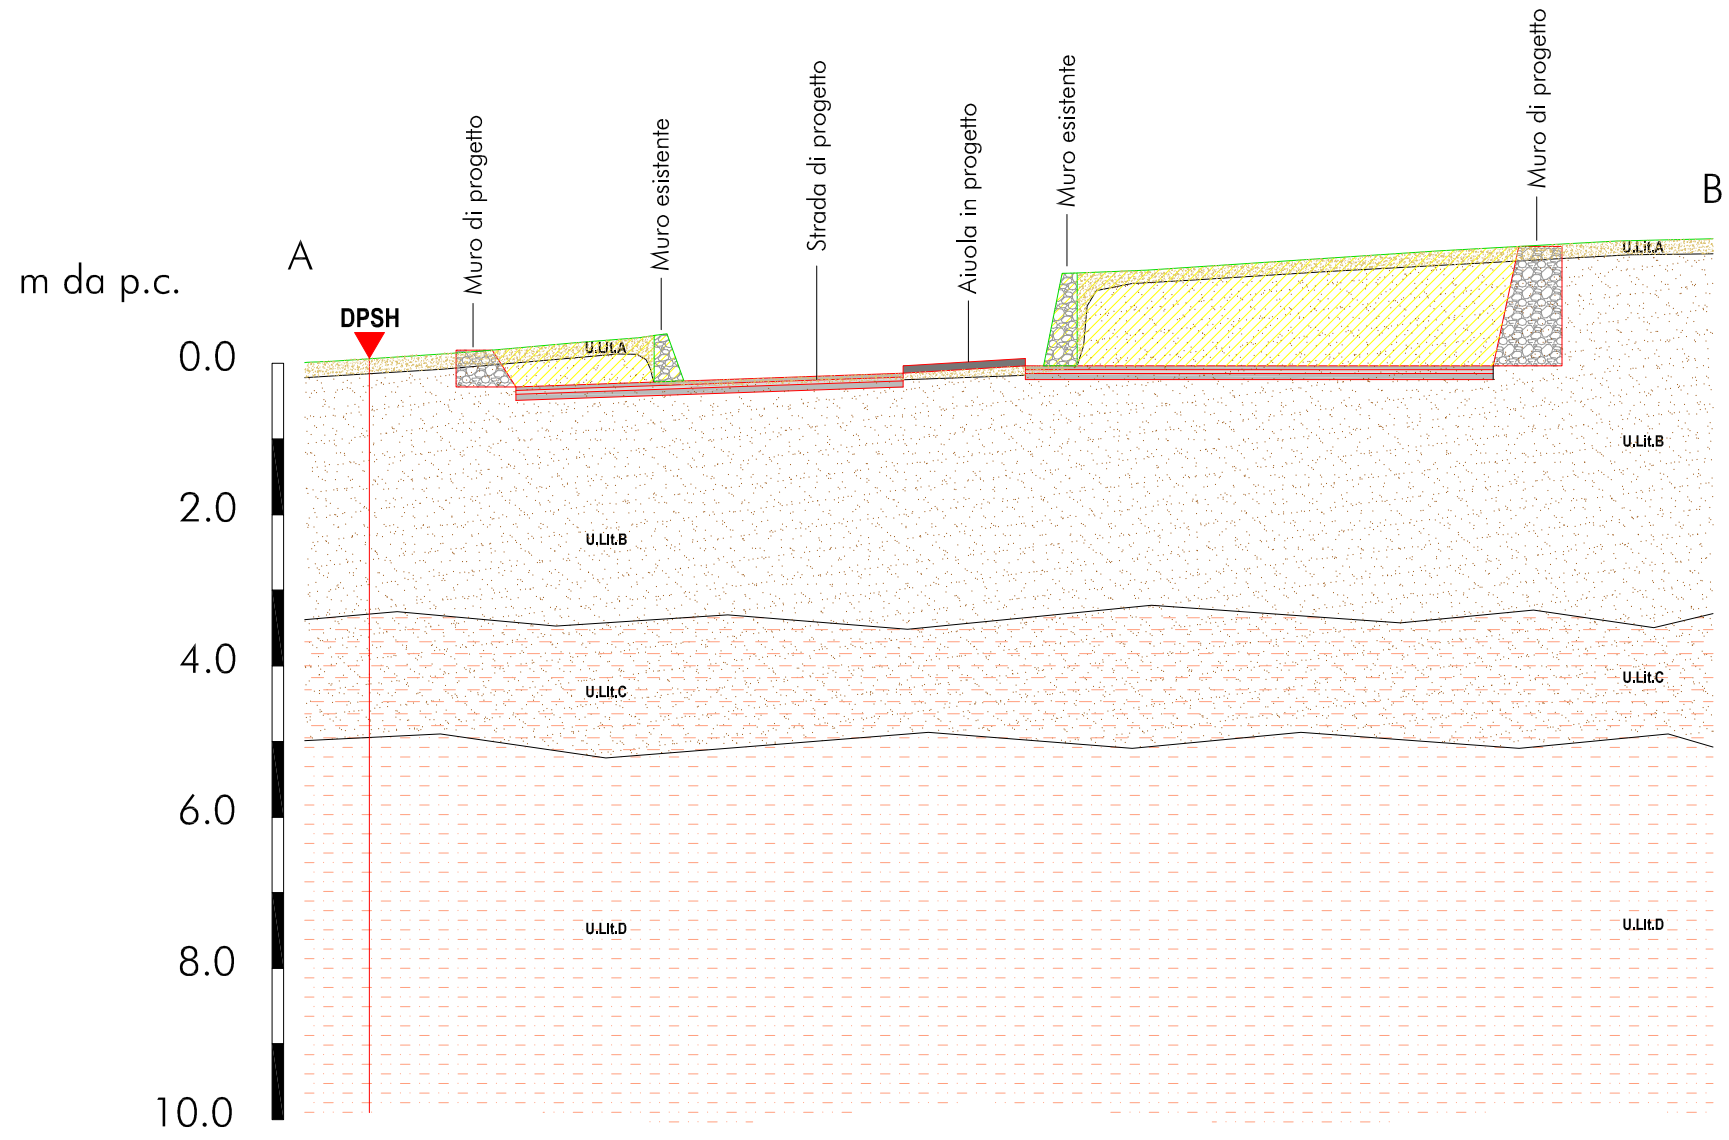 Muro di progetto
Muro esistente
Strada di progetto
Aiuola in progetto
Muro esistente
Muro di progetto
A
B
m da p.c.
DPSH
0.0
2.0
4.0
6.0
8.0
10.0
U.Lit.A
U.Lit.A
U.Lit.B
U.Lit.B
U.Lit.C
U.Lit.C
U.Lit.D
U.Lit.D